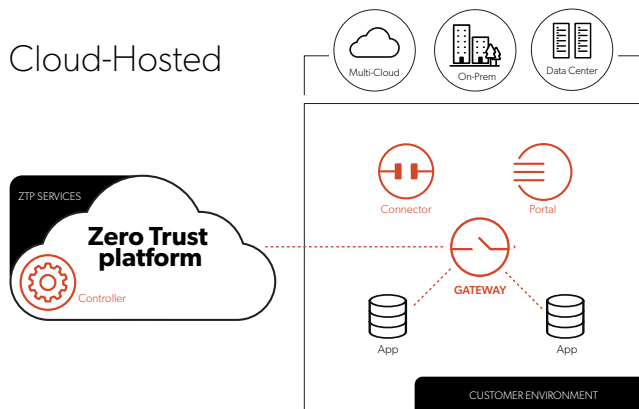 Cloud-Hosted
Multi-Cloud
On-Prem
Data Center
ZTP SERVICES
Zero Trust
platform
Controller
Connector
Portal
GATEWAY
App
App
CUSTOMER ENVIRONMENT